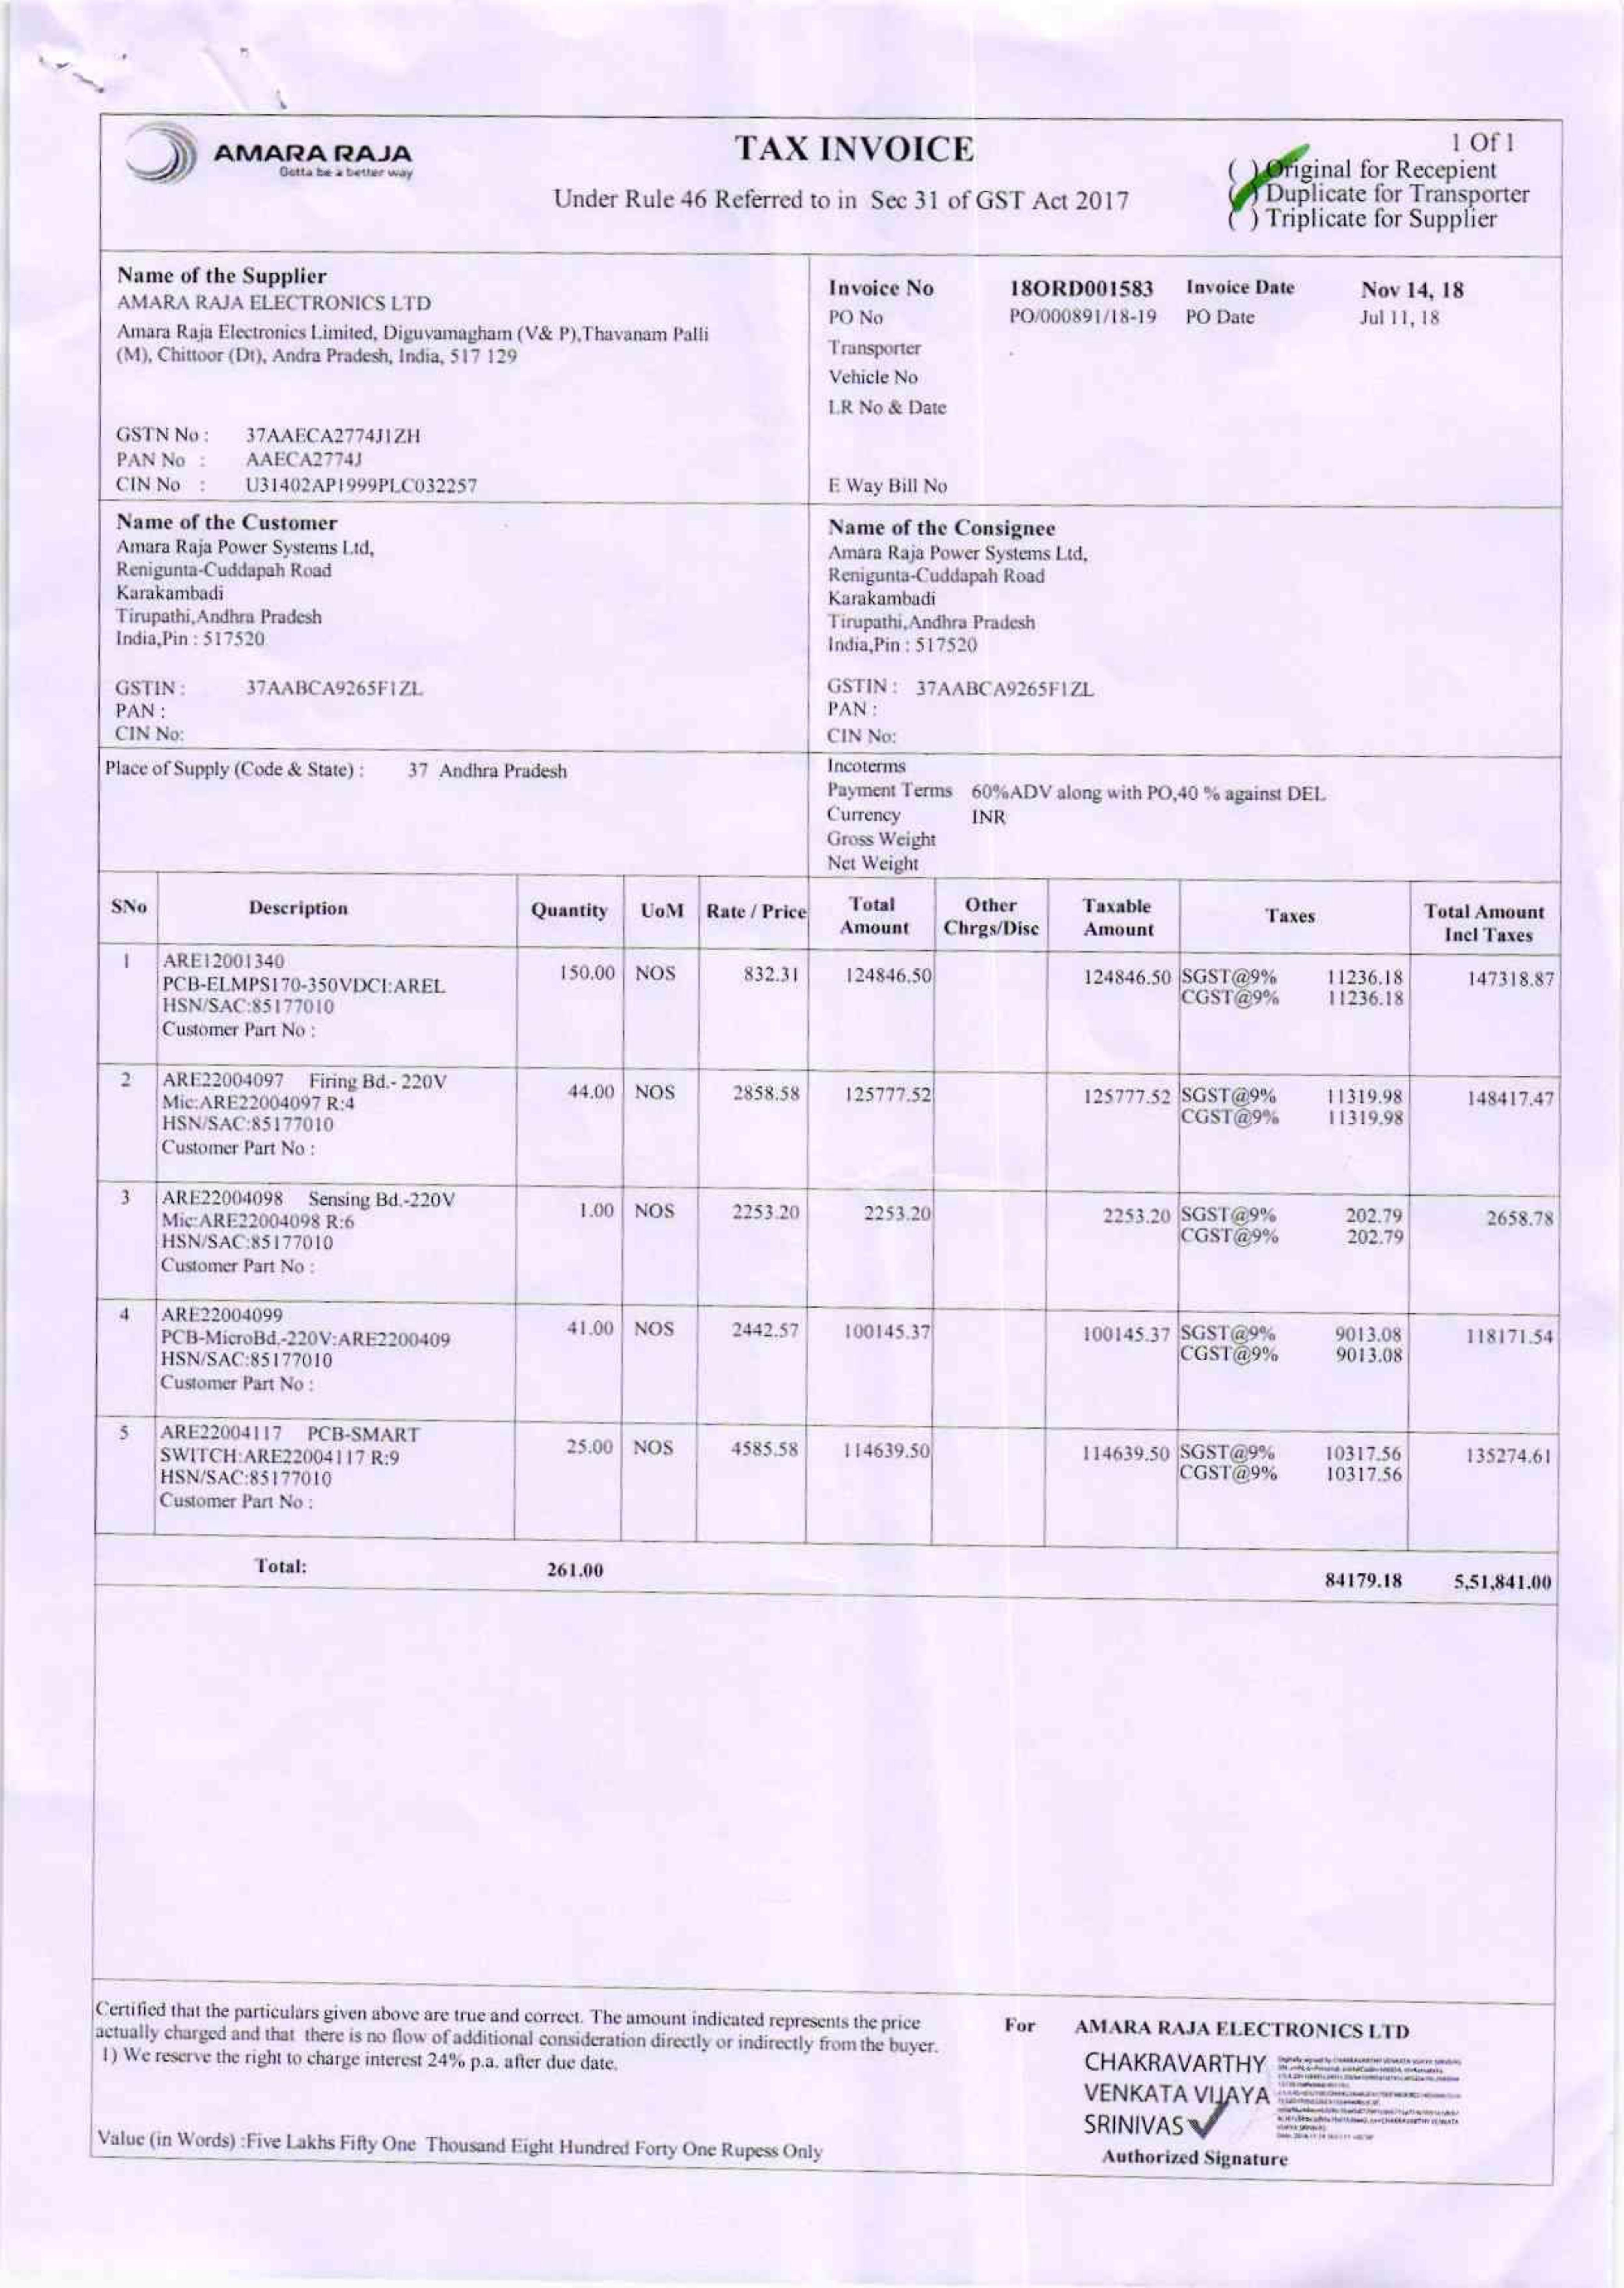 AMARA RAJA
Gotta be a better way
TAX INVOICE
Under Rule 46 Referred to in Sec 31 of GST Act 2017
1 Of 1
( ) Original for Recepient
( ) Duplicate for Transporter
( ) Triplicate for Supplier
Name of the Supplier
AMARA RAJA ELECTRONICS LTD
Amara Raja Electronics Limited, Diguvamagham (V& P),Thavanam Palli
(M), Chittoor (Dt), Andra Pradesh, India, 517 129
GSTN No : 37AAECA2774J1ZH
PAN No : AAECA2774J
CIN No : U31402AP1999PLC032257
Invoice No 18ORD001583 Invoice Date Nov 14, 18
PO No PO/000891/18-19 PO Date Jul 11, 18
Transporter
Vehicle No
LR No & Date
E Way Bill No
Name of the Customer
Amara Raja Power Systems Ltd,
Renigunta-Cuddapah Road
Karakambadi
Tirupathi,Andhra Pradesh
India,Pin : 517520
GSTIN : 37AABCA9265F1ZL
PAN :
CIN No:
Name of the Consignee
Amara Raja Power Systems Ltd,
Renigunta-Cuddapah Road
Karakambadi
Tirupathi,Andhra Pradesh
India,Pin : 517520
GSTIN : 37AABCA9265F1ZL
PAN :
CIN No:
Place of Supply (Code & State) : 37 Andhra Pradesh
Incoterms
Payment Terms 60%ADV along with PO,40 % against DEL
Currency INR
Gross Weight
Net Weight
SNo Description Quantity UoM Rate / Price Total Amount Other Chrgs/Disc Taxable Amount Taxes Total Amount Incl Taxes
1 ARE12001340
PCB-ELMPS170-350VDCI:AREL 150.00 NOS 832.31 124846.50 124846.50 SGST@9% 11236.18 147318.87
HSN/SAC:85177010 CGST@9% 11236.18
Customer Part No :
2 ARE22004097 Firing Bd.- 220V
Mic:ARE22004097 R:4 44.00 NOS 2858.58 125777.52 125777.52 SGST@9% 11319.98 148417.47
HSN/SAC:85177010 CGST@9% 11319.98
Customer Part No :
3 ARE22004098 Sensing Bd.-220V
Mic:ARE22004098 R:6 1.00 NOS 2253.20 2253.20 2253.20 SGST@9% 202.79 2658.78
HSN/SAC:85177010 CGST@9% 202.79
Customer Part No :
4 ARE22004099
PCB-MicroBd.-220V:ARE2200409 41.00 NOS 2442.57 100145.37 100145.37 SGST@9% 9013.08 118171.54
HSN/SAC:85177010 CGST@9% 9013.08
Customer Part No :
5 ARE22004117 PCB-SMART
SWITCH:ARE22004117 R:9 25.00 NOS 4585.58 114639.50 114639.50 SGST@9% 10317.56 135274.61
HSN/SAC:85177010 CGST@9% 10317.56
Customer Part No :
Total: 261.00 84179.18 5,51,841.00
Certified that the particulars given above are true and correct. The amount indicated represents the price
actually charged and that there is no flow of additional consideration directly or indirectly from the buyer.
1) We reserve the right to charge interest 24% p.a. after due date.
Value (in Words) :Five Lakhs Fifty One Thousand Eight Hundred Forty One Rupess Only
For AMARA RAJA ELECTRONICS LTD
CHAKRAVARTHY
VENKATA VIJAYA
SRINIVAS
Authorized Signature